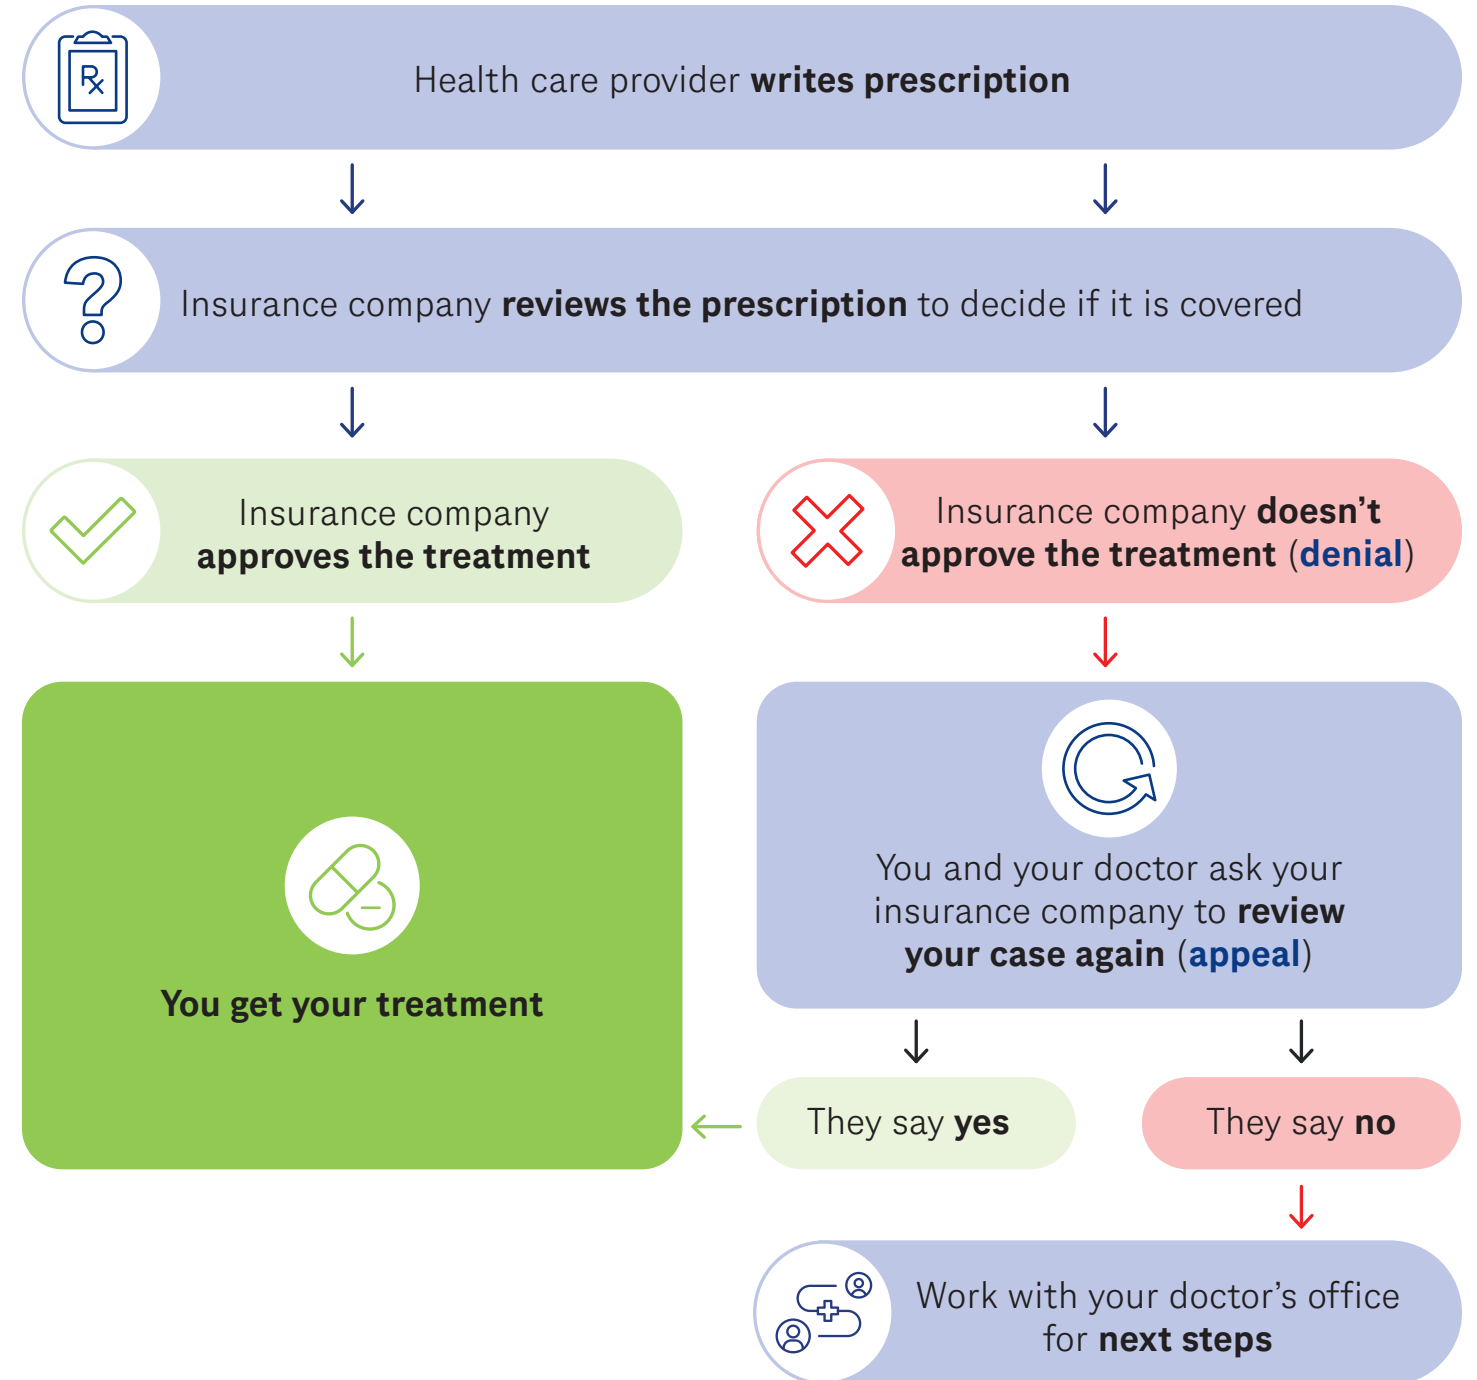 Rx
Health care provider writes prescription
Insurance company reviews the prescription to decide if it is covered
Insurance company
approves the treatment
Insurance company doesn’t
approve the treatment (denial)
You get your treatment
You and your doctor ask your
insurance company to review
your case again (appeal)
They say yes
They say no
Work with your doctor’s office
for next steps